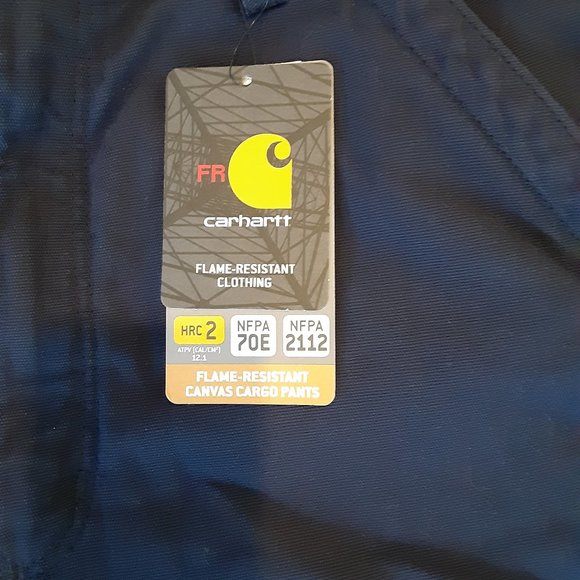 FR
carhartt
FLAME-RESISTANT
CLOTHING
HRC 2
ATPV (CAL/CM²)
12.1
NFPA
70E
NFPA
2112
FLAME-RESISTANT
CANVAS CARGO PANTS